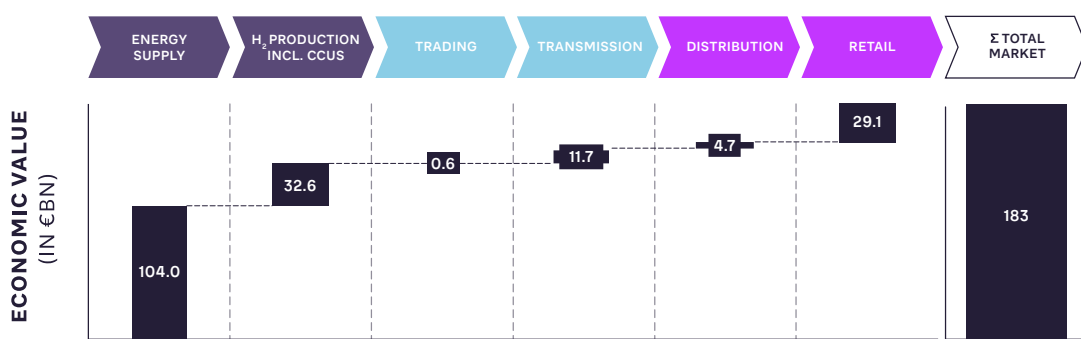 ENERGY
SUPPLY
H₂ PRODUCTION
INCL. CCUS
TRADING
TRANSMISSION
DISTRIBUTION
RETAIL
Σ TOTAL
MARKET
ECONOMIC VALUE
(IN €BN)
104.0
32.6
0.6
11.7
4.7
29.1
183